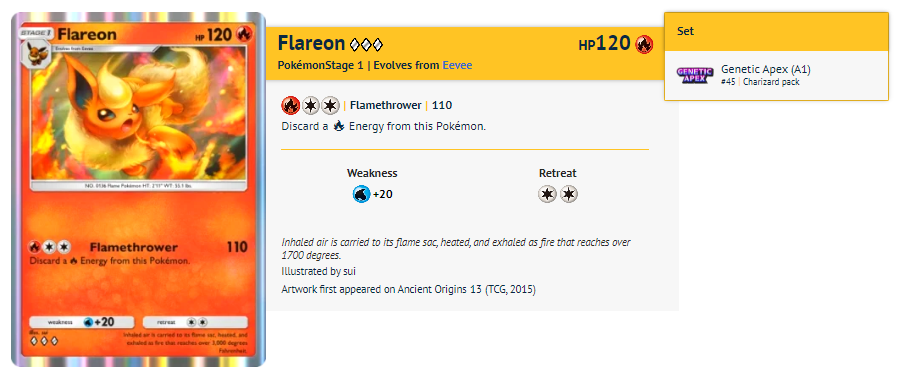 STAGE 1
Flareon
HP 120
Evolves from Eevee
NO. 0136 Flame Pokémon HT: 2'11" WT: 55.1 lbs.
Flamethrower 110
Discard a Energy from this Pokémon.
weakness +20
retreat
Illus. sui
Inhaled air is carried to its flame sac, heated, and
exhaled as fire that reaches over 3,000 degrees
Fahrenheit.
Flareon
HP120
PokémonStage 1 | Evolves from Eevee
| Flamethrower | 110
Discard a Energy from this Pokémon.
Weakness
Retreat
+20
Inhaled air is carried to its flame sac, heated, and exhaled as fire that reaches over
1700 degrees.
Illustrated by sui
Artwork first appeared on Ancient Origins 13 (TCG, 2015)
Set
GENETIC
APEX
Genetic Apex (A1)
#45 | Charizard pack